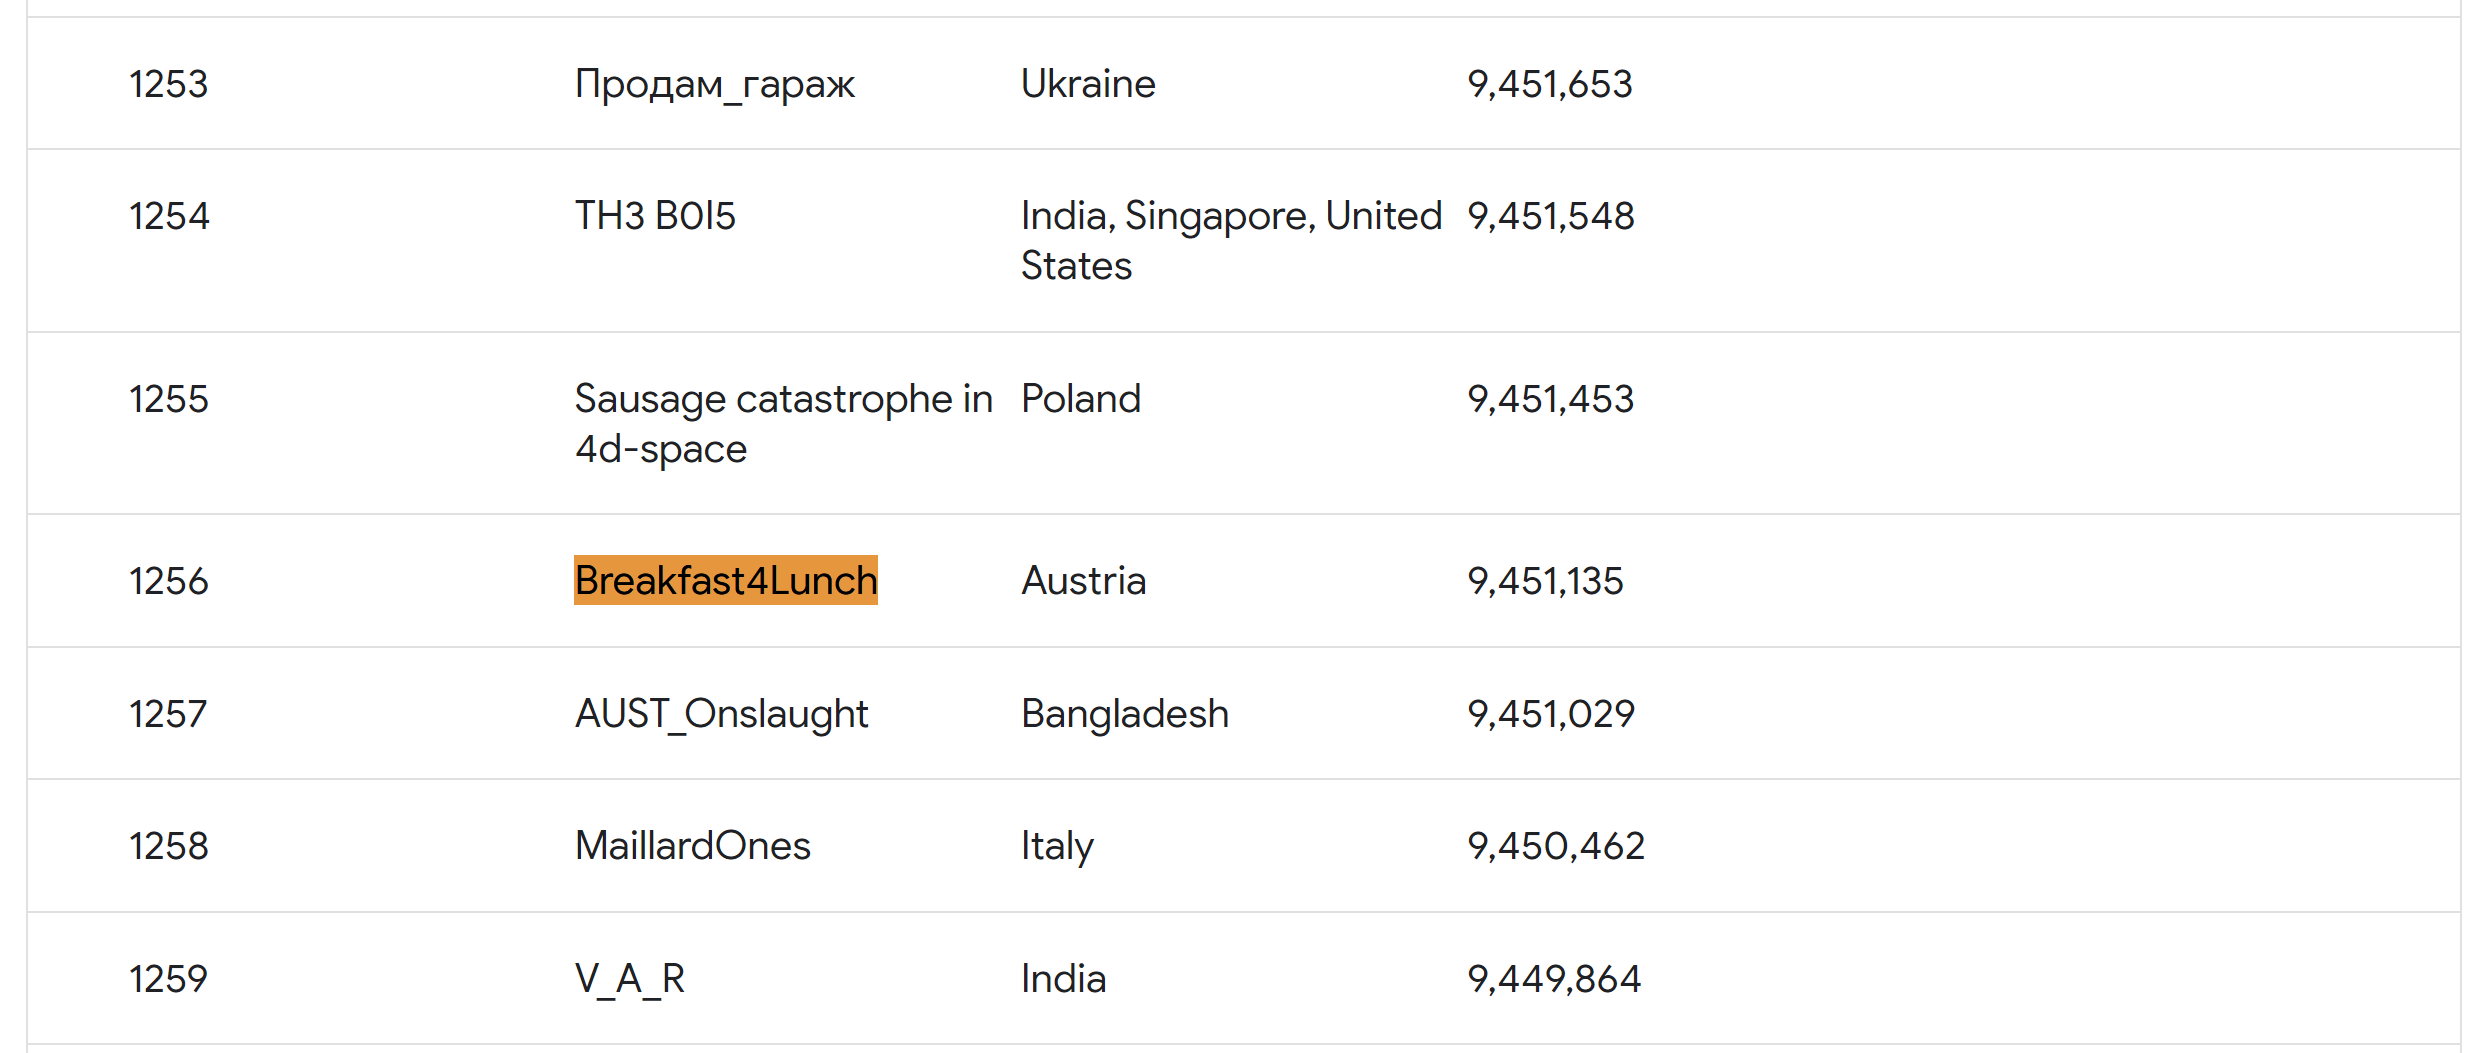 1253 Продам_гараж Ukraine 9,451,653
1254 TH3 B0I5 India, Singapore, United 9,451,548
States
1255 Sausage catastrophe in Poland 9,451,453
4d-space
1256 Breakfast4Lunch Austria 9,451,135
1257 AUST_Onslaught Bangladesh 9,451,029
1258 MaillardOnes Italy 9,450,462
1259 V_A_R India 9,449,864